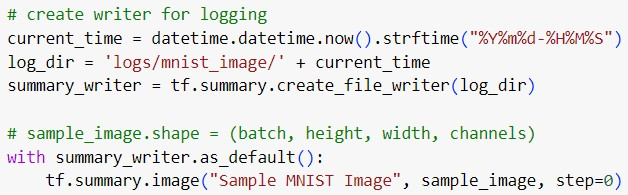 # create writer for logging
current_time = datetime.datetime.now().strftime("%Y%m%d-%H%M%S")
log_dir = 'logs/mnist_image/' + current_time
summary_writer = tf.summary.create_file_writer(log_dir)
# sample_image.shape = (batch, height, width, channels)
with summary_writer.as_default():
    tf.summary.image("Sample MNIST Image", sample_image, step=0)